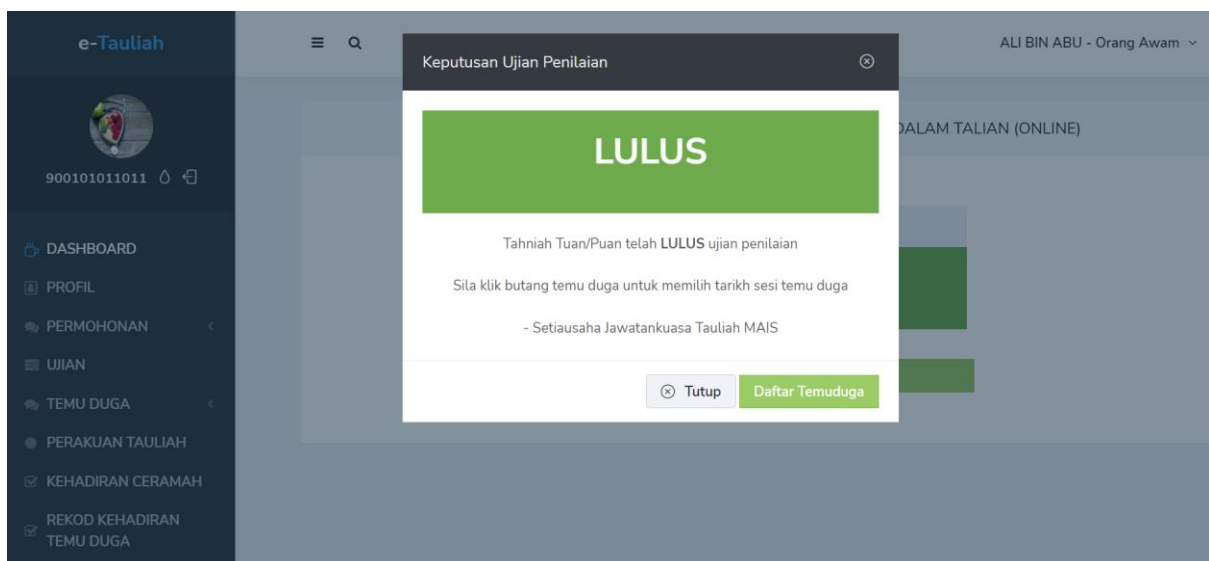 e-Tauliah
ALI BIN ABU - Orang Awam
900101011011
DASHBOARD
PROFIL
PERMOHONAN
UJIAN
TEMU DUGA
PERAKUAN TAULIAH
KEHADIRAN CERAMAH
REKOD KEHADIRAN
TEMU DUGA
DALAM TALIAN (ONLINE)
Keputusan Ujian Penilaian
LULUS
Tahniah Tuan/Puan telah LULUS ujian penilaian
Sila klik butang temu duga untuk memilih tarikh sesi temu duga
- Setiausaha Jawatankuasa Tauliah MAIS
Tutup
Daftar Temuduga